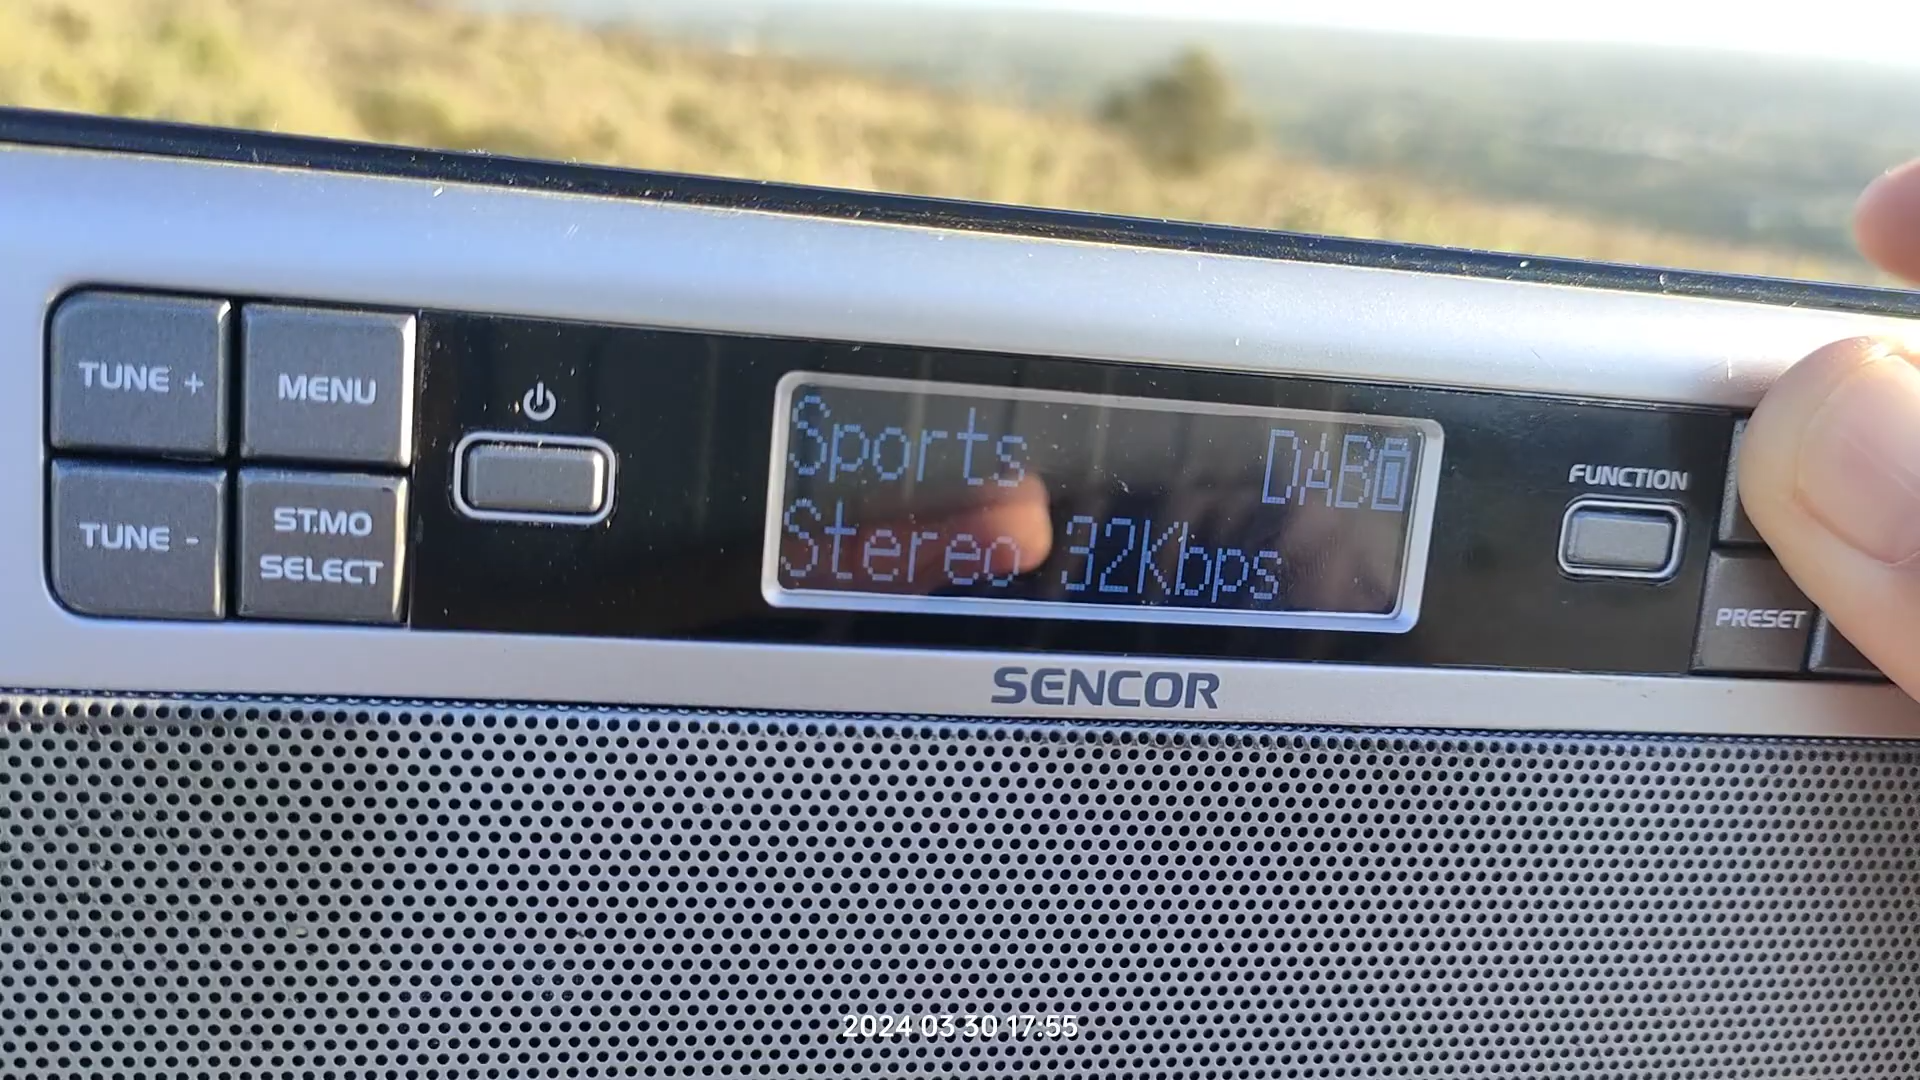 TUNE +
MENU
TUNE -
ST.MO
SELECT
Sports DAB
Stereo 32Kbps
FUNCTION
PRESET
SENCOR
2024 03 30 17:55